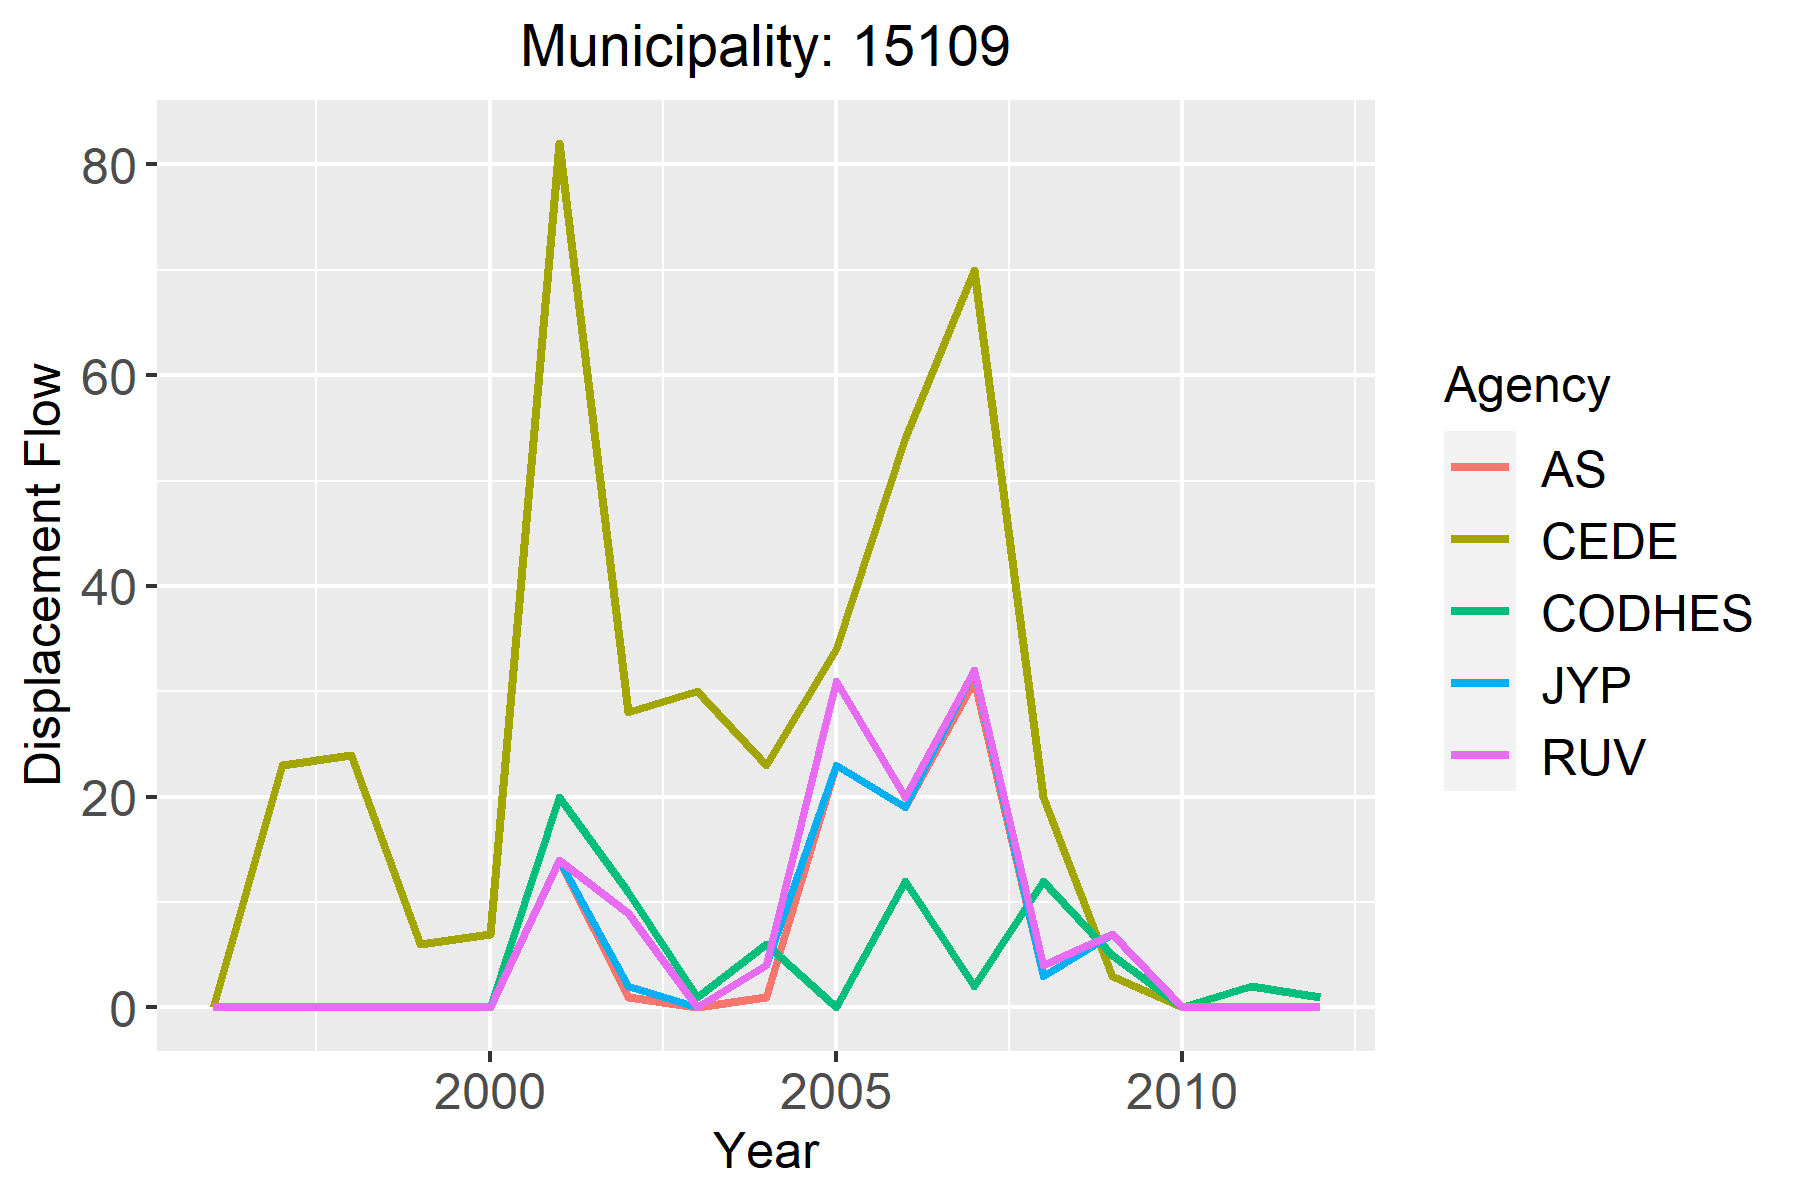 Municipality: 15109
80
60
40
20
0
Displacement Flow
2000 2005 2010
Year
Agency
AS
CEDE
CODHES
JYP
RUV